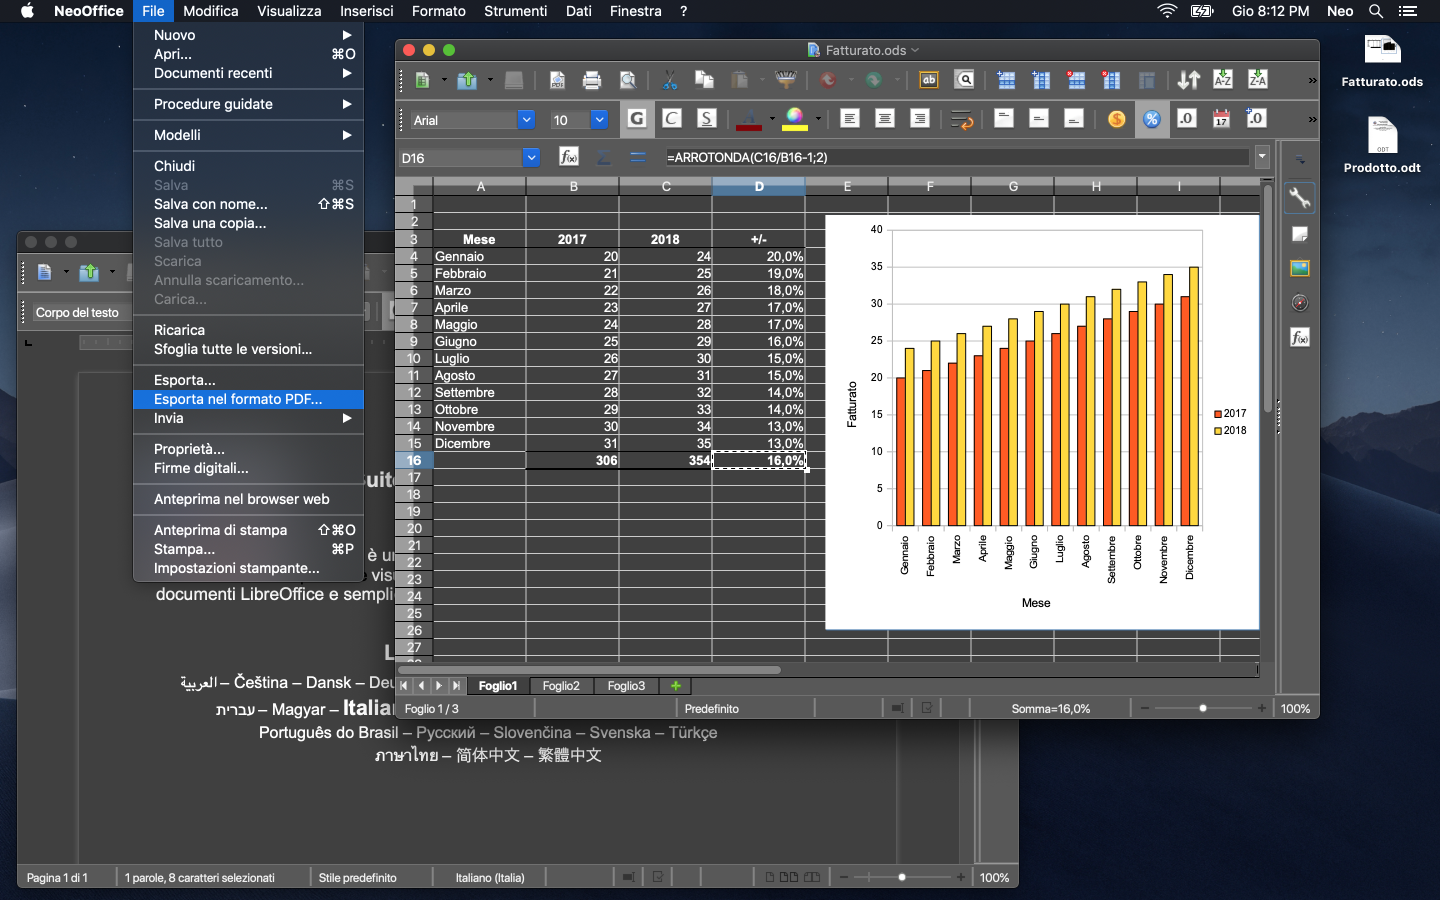 NeoOffice File Modifica Visualizza Inserisci Formato Strumenti Dati Finestra ? Gio 8:12 PM Neo
Nuovo
Apri... ⌘O
Documenti recenti
Procedure guidate
Modelli
Chiudi
Salva ⌘S
Salva con nome... ⇧⌘S
Salva una copia...
Salva tutto
Scarica
Annulla scaricamento...
Carica...
Ricarica
Sfoglia tutte le versioni...
Esporta...
Esporta nel formato PDF...
Invia
Proprietà...
Firme digitali...
Anteprima nel browser web
Anteprima di stampa ⇧⌘O
Stampa... ⌘P
Impostazioni stampante...
Fatturato.ods
Arial 10 G C S
D16 =ARROTONDA(C16/B16-1;2)
A B C D E F G H I
1
2
3 Mese 2017 2018 +/-
4 Gennaio 20 24 20,0%
5 Febbraio 21 25 19,0%
6 Marzo 22 26 18,0%
7 Aprile 23 27 17,0%
8 Maggio 24 28 17,0%
9 Giugno 25 29 16,0%
10 Luglio 26 30 15,0%
11 Agosto 27 31 15,0%
12 Settembre 28 32 14,0%
13 Ottobre 29 33 14,0%
14 Novembre 30 34 13,0%
15 Dicembre 31 35 13,0%
16 306 354 16,0%
17
18
19
20
21
22
23
24
25
26
27
40
35
30
25
20
15
10
5
0
Fatturato
Gennaio Febbraio Marzo Aprile Maggio Giugno Luglio Agosto Settembre Ottobre Novembre Dicembre
Mese
2017
2018
Foglio1 Foglio2 Foglio3
Foglio 1 / 3 Predefinito Somma=16,0% 100%
Fatturato.ods
ODT
Prodotto.odt
Corpo del testo
è
documenti LibreOffice e
العربية – Čeština – Dansk –
עברית – Magyar –
Português do Brasil – Русский – Slovenčina – Svenska – Türkçe
ภาษาไทย – 简体中文 – 繁體中文
Pagina 1 di 1 1 parole, 8 caratteri selezionati Stile predefinito Italiano (Italia) 100%